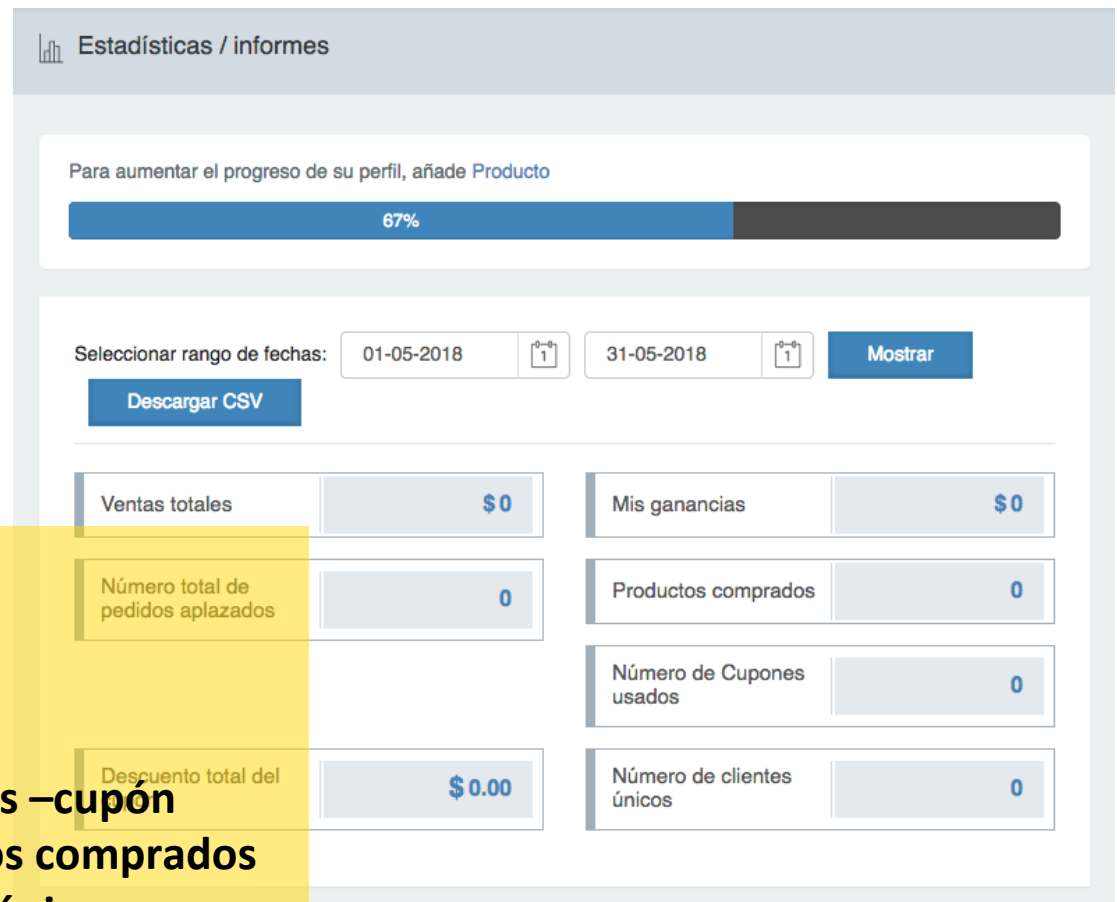 Estadísticas / informes
Para aumentar el progreso de su perfil, añade Producto
67%
Seleccionar rango de fechas: 01-05-2018 31-05-2018 Mostrar
Descargar CSV
Ventas totales $ 0
Mis ganancias $ 0
Número total de
pedidos aplazados 0
Productos comprados 0
Número de Cupones
usados 0
Descuento total del
$ 0.00
Número de clientes
únicos 0
–cupón
comprados